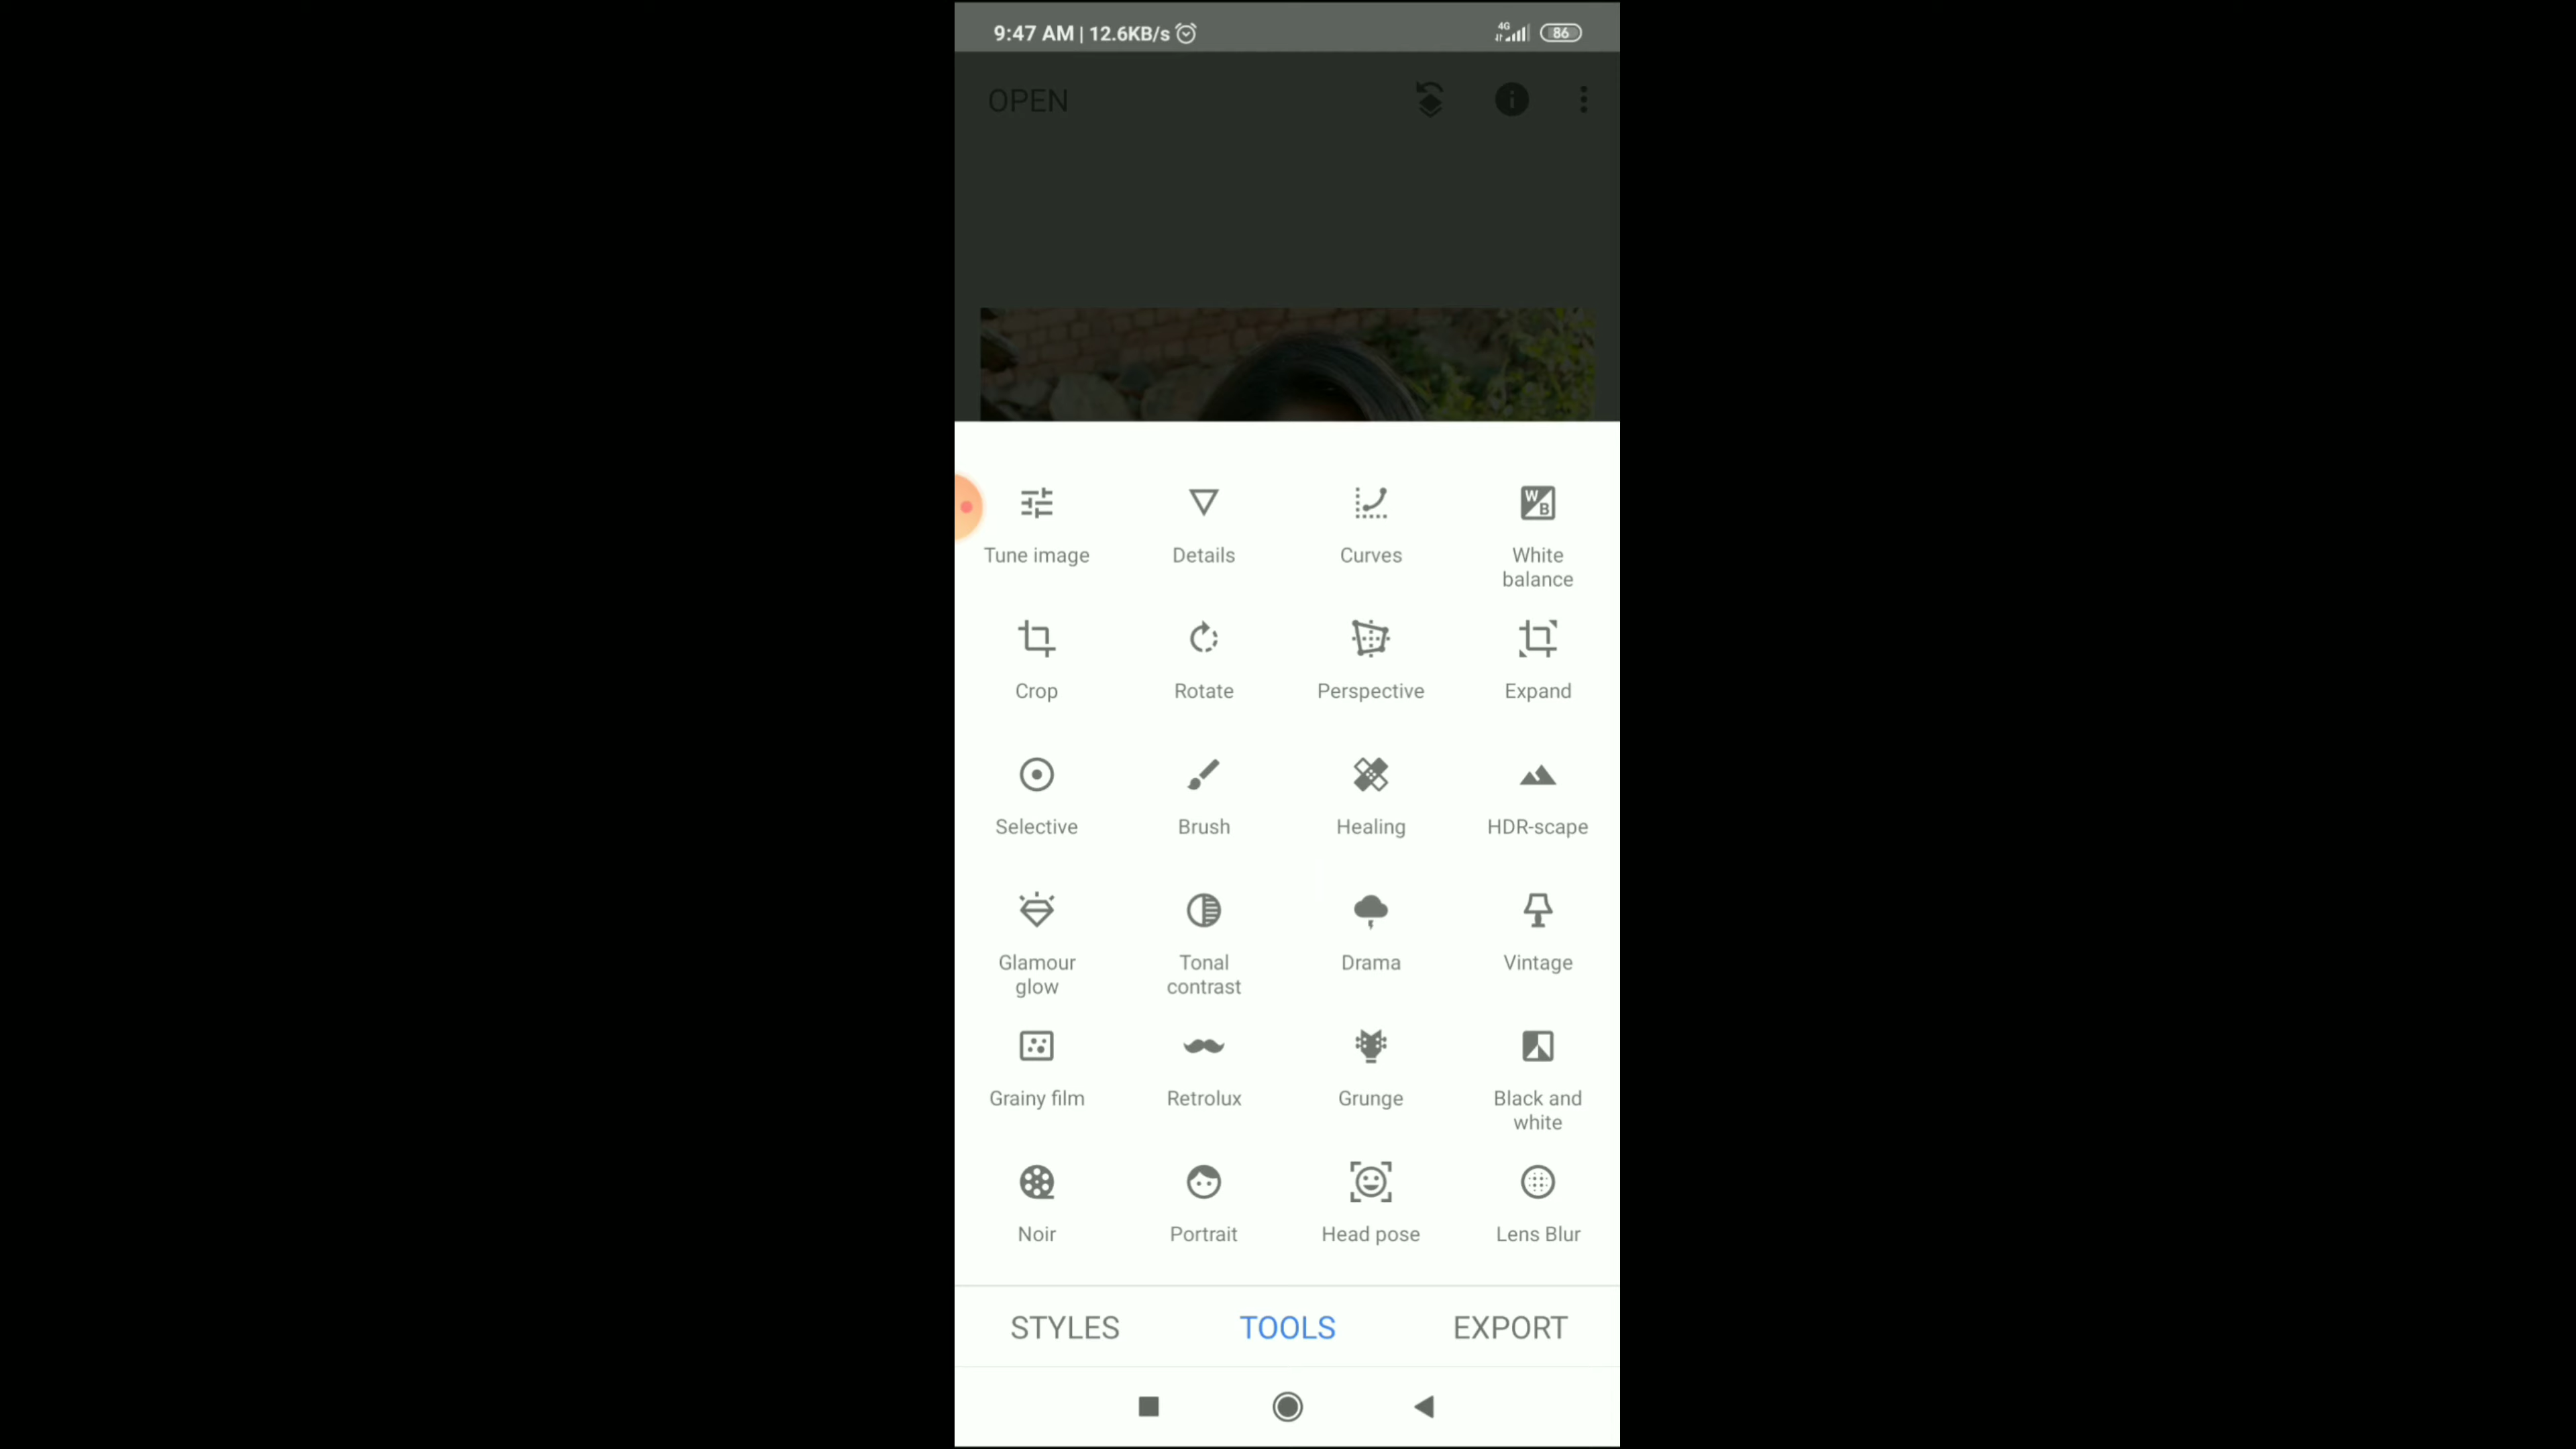 9:47 AM | 12.6KB/s
4G
86
OPEN
Tune image
Details
Curves
W
B
White
balance
Crop
Rotate
Perspective
Expand
Selective
Brush
Healing
HDR-scape
Glamour
glow
Tonal
contrast
Drama
Vintage
Grainy film
Retrolux
Grunge
Black and
white
Noir
Portrait
Head pose
Lens Blur
STYLES
TOOLS
EXPORT